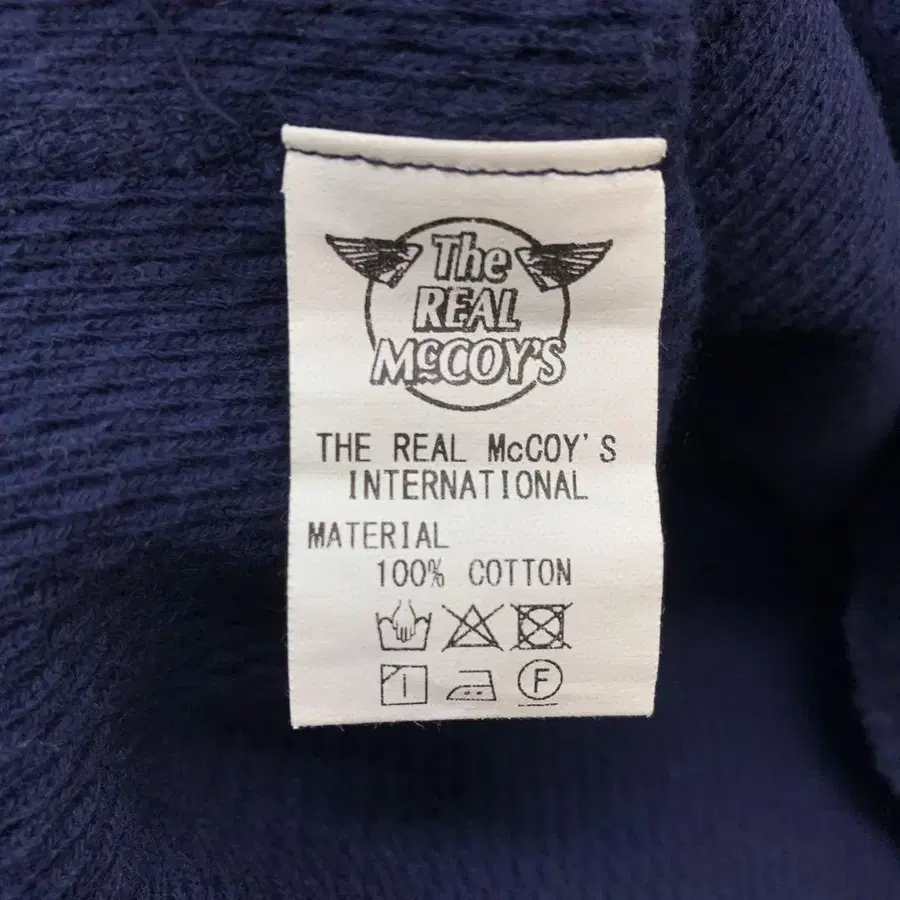 The
REAL
McCOY'S
THE REAL McCOY'S
INTERNATIONAL
MATERIAL
100% COTTON
F